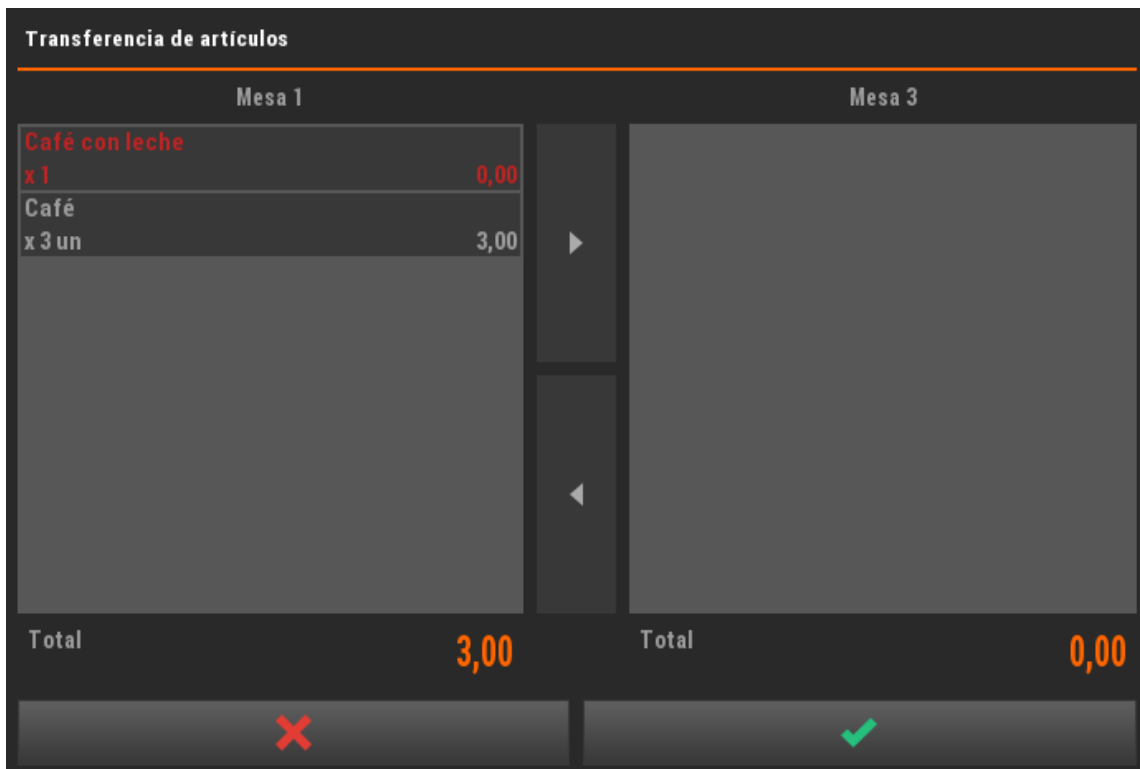 Transferencia de artículos
Mesa 1
Mesa 3
Café con leche
x 1 0,00
Café
x 3 un 3,00
Total 3,00
Total 0,00